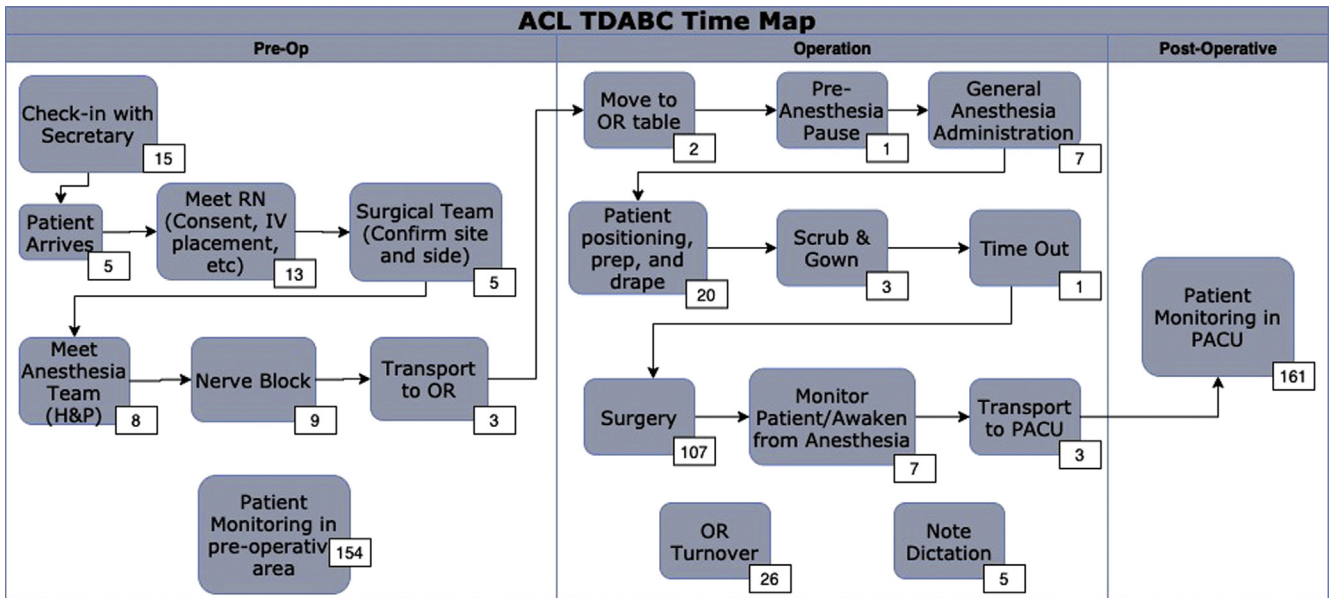 ACL TDABC Time Map
Pre-Op
Operation
Post-Operative
Check-in with
Secretary
15
Patient
Arrives
5
Meet RN
(Consent, IV
placement,
etc)
13
Surgical Team
(Confirm site
and side)
5
Meet
Anesthesia
Team
(H&P)
8
Nerve Block
9
Transport
to OR
3
Patient
Monitoring in
pre-operativ
area
154
Move to
OR table
2
Pre-
Anesthesia
Pause
1
General
Anesthesia
Administration
7
Patient
positioning,
prep, and
drape
20
Scrub &
Gown
3
Time Out
1
Surgery
107
Monitor
Patient/Awaken
from Anesthesia
7
Transport
to PACU
3
OR
Turnover
26
Note
Dictation
5
Patient
Monitoring in
PACU
161